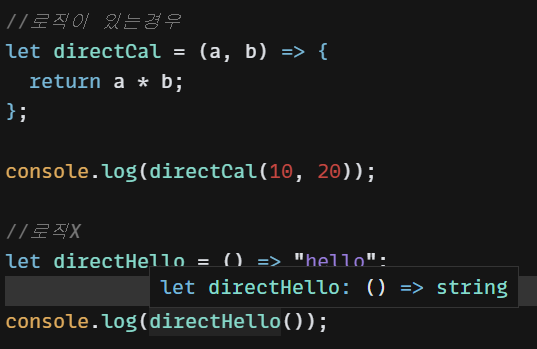 //로직이 있는경우
let directCal = (a, b) => {
  return a * b;
};
console.log(directCal(10, 20));
//로직X
let directHello = () => "hello";
let directHello: () => string
console.log(directHello());